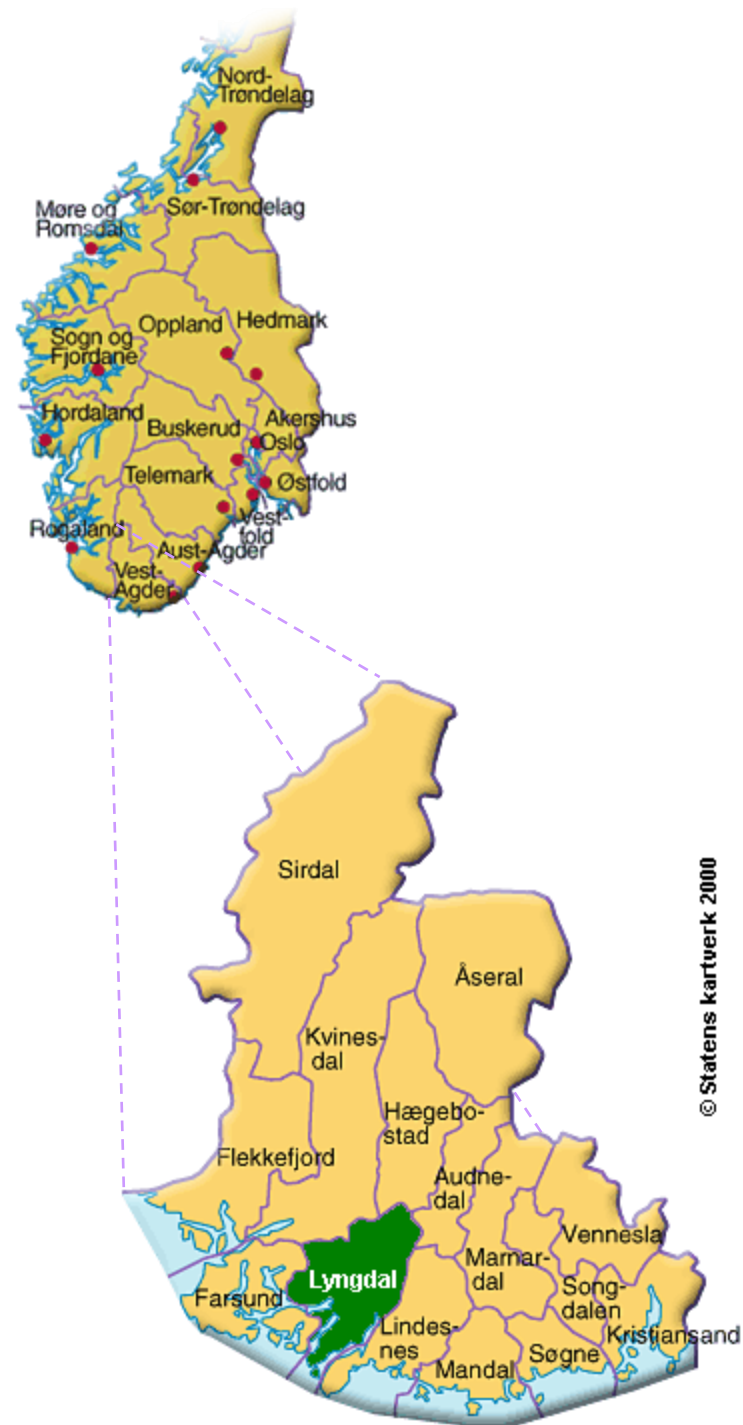 Nord-
Trøndelag
Sør-Trøndelag
Møre og
Romsdal
Oppland
Hedmark
Sogn og
Fjordane
Hordaland
Buskerud
Akershus
Oslo
Telemark
Østfold
Vest-
fold
Rogaland
Aust-Agder
Vest-
Agder
Sirdal
Åseral
© Statens kartverk 2000
Kvines-
dal
Hægebo-
stad
Flekkefjord
Audne-
dal
Vennesla
Marnar-
dal
Lyngdal
Farsund
Song-
dalen
Kristiansand
Lindes-
nes
Søgne
Mandal